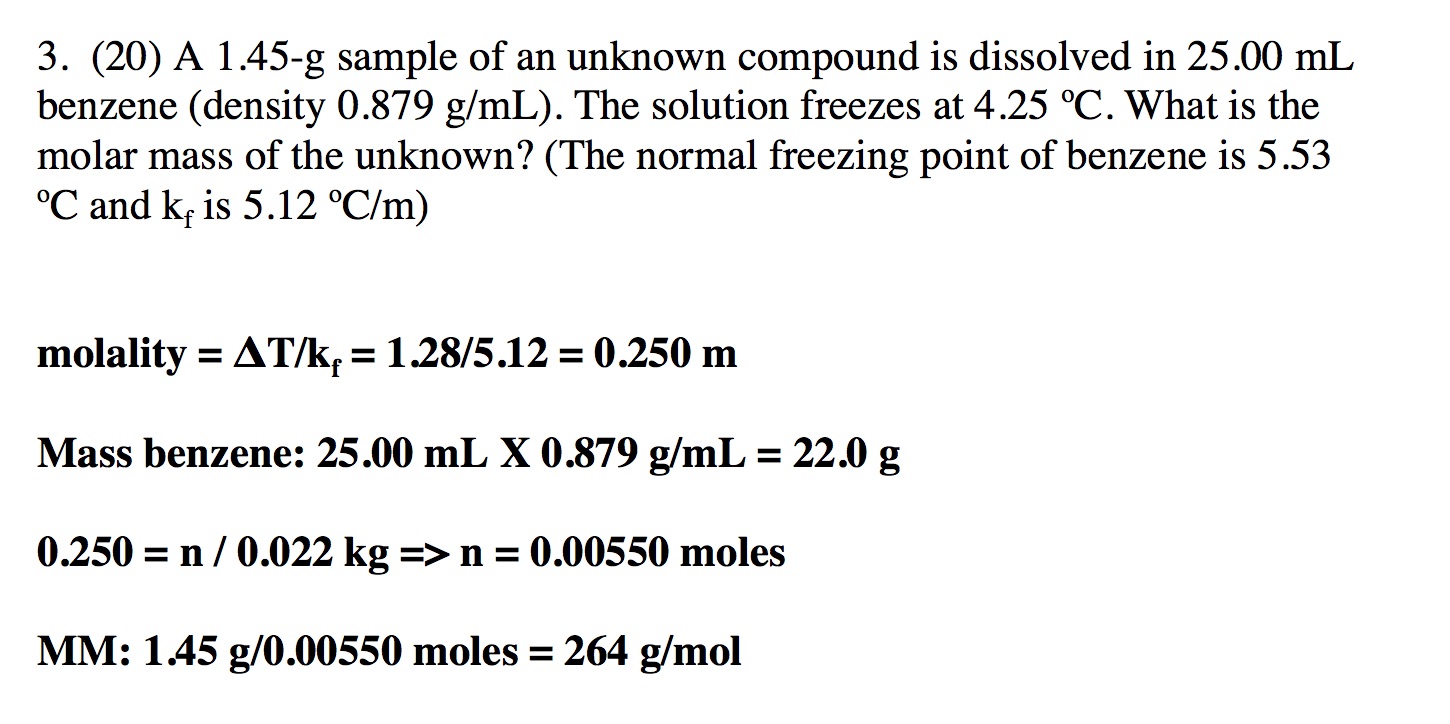 3. (20) A 1.45-g sample of an unknown compound is dissolved in 25.00 mL
benzene (density 0.879 g/mL). The solution freezes at 4.25 ºC. What is the
molar mass of the unknown? (The normal freezing point of benzene is 5.53
ºC and kf is 5.12 ºC/m)
molality = ΔT/kf = 1.28/5.12 = 0.250 m
Mass benzene: 25.00 mL X 0.879 g/mL = 22.0 g
0.250 = n / 0.022 kg => n = 0.00550 moles
MM: 1.45 g/0.00550 moles = 264 g/mol